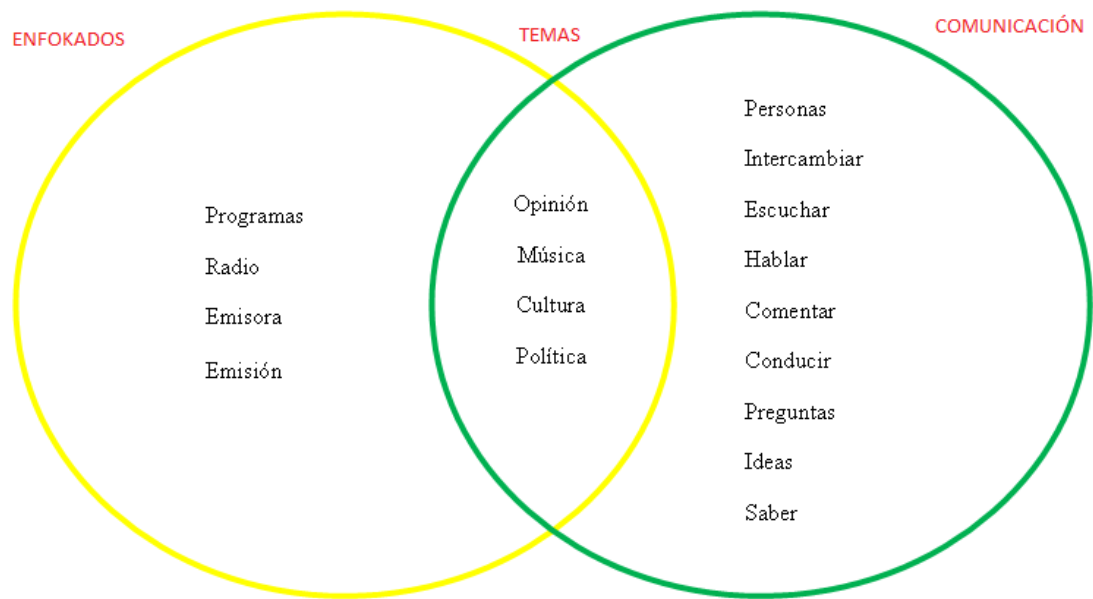 ENFOKADOS
TEMAS
COMUNICACIÓN
Programas
Radio
Emisora
Emisión
Opinión
Música
Cultura
Política
Personas
Intercambiar
Escuchar
Hablar
Comentar
Conducir
Preguntas
Ideas
Saber